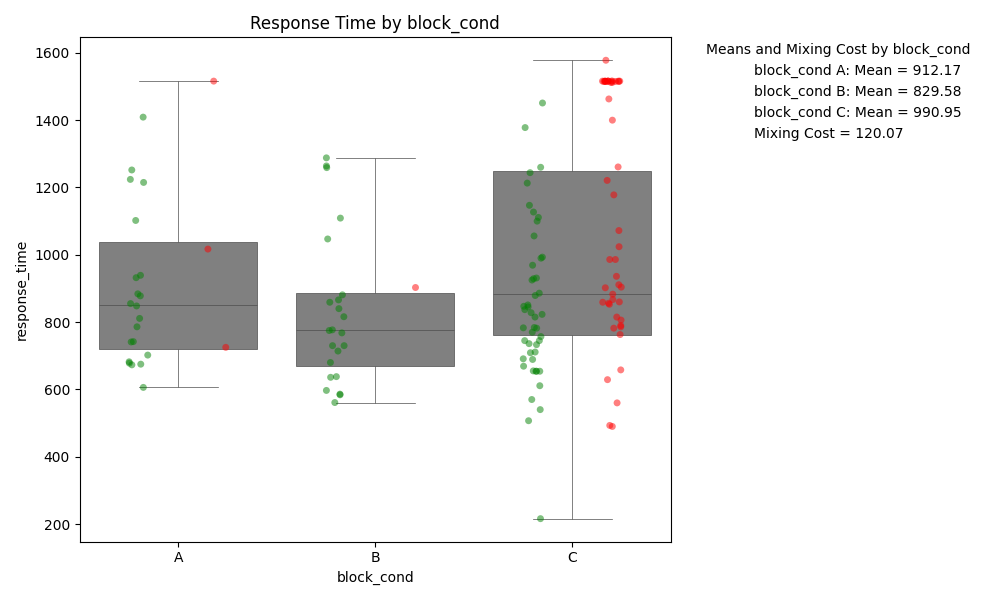 Response Time by block_cond
Means and Mixing Cost by block_cond
block_cond A: Mean = 912.17
block_cond B: Mean = 829.58
block_cond C: Mean = 990.95
Mixing Cost = 120.07
response_time
1600
1400
1200
1000
800
600
400
200
A
B
C
block_cond